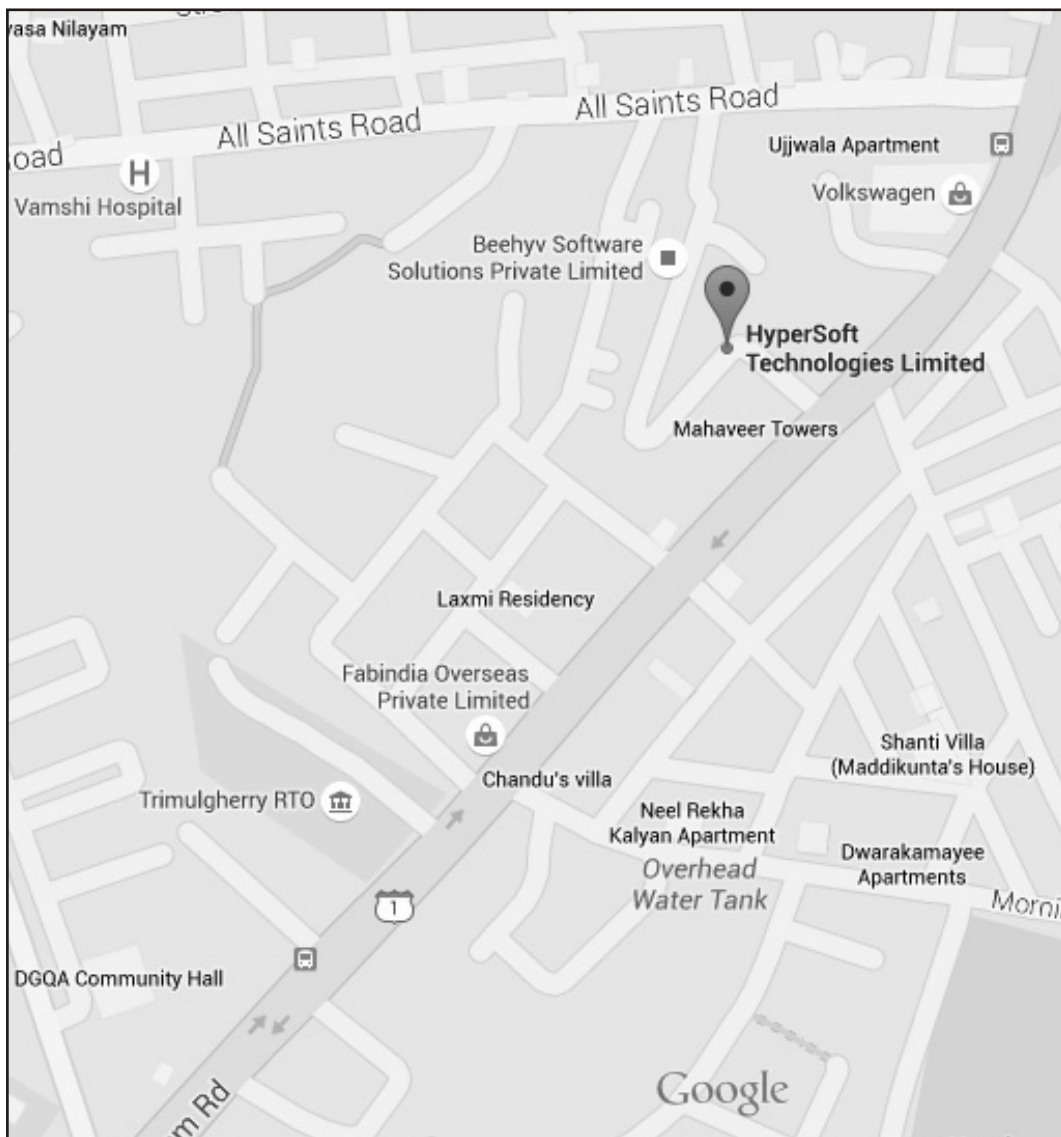 yasa Nilayam
All Saints Road
All Saints Road
Road
Ujjwala Apartment
H
Volkswagen
Vamshi Hospital
Beehyv Software
Solutions Private Limited
HyperSoft
Technologies Limited
Mahaveer Towers
Laxmi Residency
Fabindia Overseas
Private Limited
Shanti Villa
(Maddikunta's House)
Chandu's villa
Trimulgherry RTO
Neel Rekha
Kalyan Apartment
Dwarakamayee
Apartments
Overhead
Water Tank
1
Morni
DGQA Community Hall
Google
m Rd